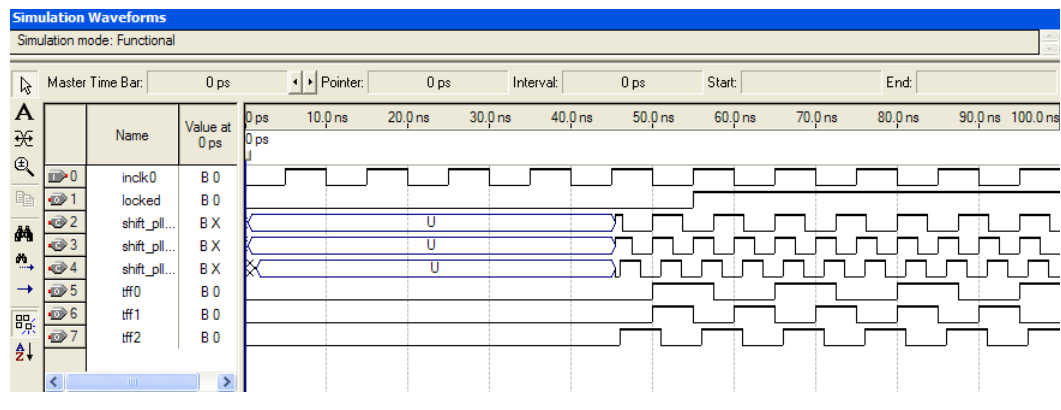 Simulation Waveforms
Simulation mode: Functional
Master Time Bar: 0 ps Pointer: 0 ps Interval: 0 ps Start: End:
Name Value at 0 ps
0 ps 10.0 ns 20.0 ns 30.0 ns 40.0 ns 50.0 ns 60.0 ns 70.0 ns 80.0 ns 90.0 ns 100.0 ns
0 ps
0 inclk0 B 0
1 locked B 0
2 shift_pll... B X U
3 shift_pll... B X U
4 shift_pll... B X U
5 tff0 B 0
6 tff1 B 0
7 tff2 B 0